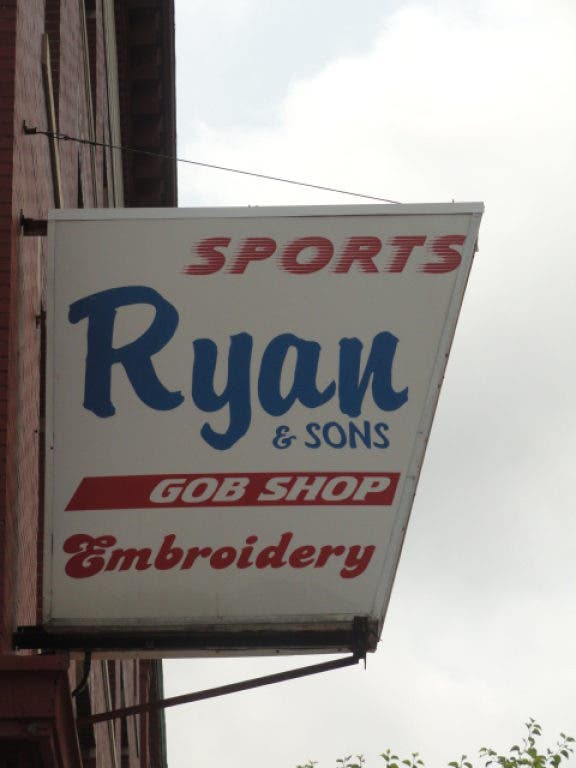 SPORTS
Ryan
& SONS
GOB SHOP
Embroidery